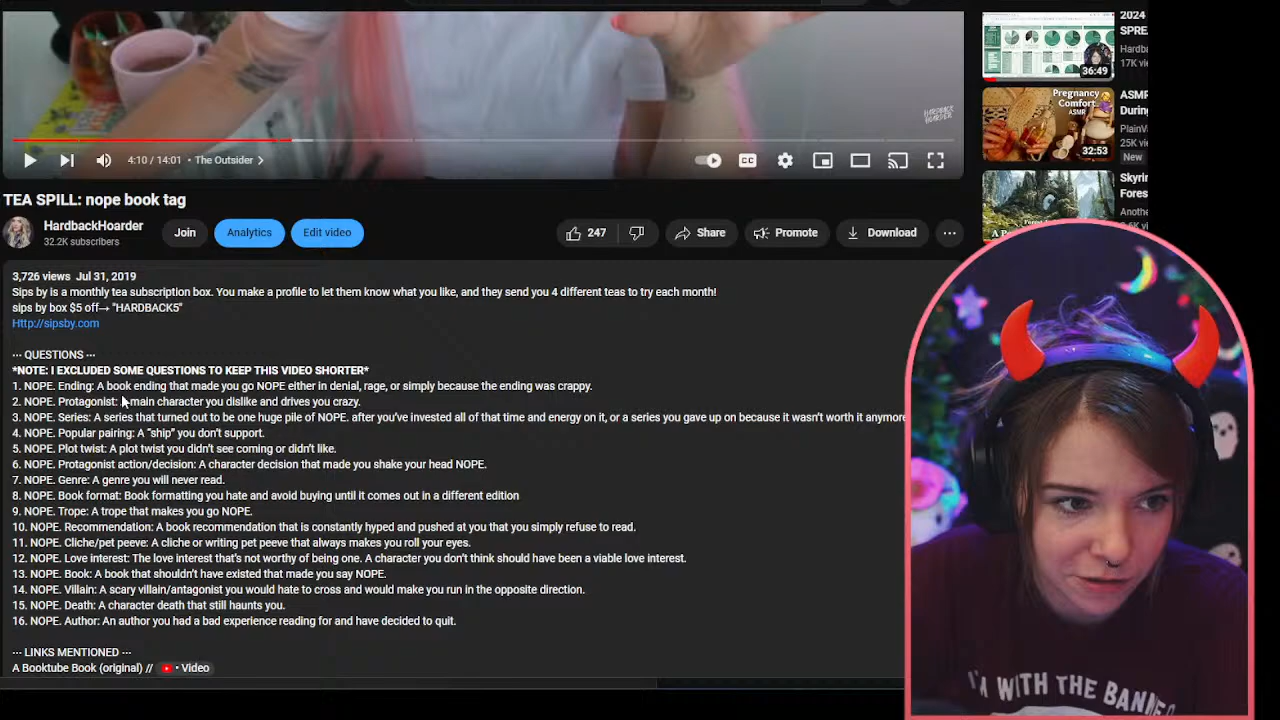 HARDBACK
HOARDER
4:10 / 14:01 • The Outsider
CC
TEA SPILL: nope book tag
HardbackHoarder
32.2K subscribers
Join
Analytics
Edit video
247
Share
Promote
Download
3,726 views Jul 31, 2019
Sips by is a monthly tea subscription box. You make a profile to let them know what you like, and they send you 4 different teas to try each month!
sips by box $5 off→ "HARDBACK5"
Http://sipsby.com
--- QUESTIONS ---
*NOTE: I EXCLUDED SOME QUESTIONS TO KEEP THIS VIDEO SHORTER*
1. NOPE. Ending: A book ending that made you go NOPE either in denial, rage, or simply because the ending was crappy.
2. NOPE. Protagonist: A main character you dislike and drives you crazy.
3. NOPE. Series: A series that turned out to be one huge pile of NOPE. after you've invested all of that time and energy on it, or a series you gave up on because it wasn't worth it anymore
4. NOPE. Popular pairing: A "ship" you don't support.
5. NOPE. Plot twist: A plot twist you didn't see coming or didn't like.
6. NOPE. Protagonist action/decision: A character decision that made you shake your head NOPE.
7. NOPE. Genre: A genre you will never read.
8. NOPE. Book format: Book formatting you hate and avoid buying until it comes out in a different edition
9. NOPE. Trope: A trope that makes you go NOPE.
10. NOPE. Recommendation: A book recommendation that is constantly hyped and pushed at you that you simply refuse to read.
11. NOPE. Cliche/pet peeve: A cliche or writing pet peeve that always makes you roll your eyes.
12. NOPE. Love interest: The love interest that's not worthy of being one. A character you don't think should have been a viable love interest.
13. NOPE. Book: A book that shouldn't have existed that made you say NOPE.
14. NOPE. Villain: A scary villain/antagonist you would hate to cross and would make you run in the opposite direction.
15. NOPE. Death: A character death that still haunts you.
16. NOPE. Author: An author you had a bad experience reading for and have decided to quit.
--- LINKS MENTIONED ---
A Booktube Book (original) // • Video
2024
SPRE
Hardba
17K vie
36:49
Pregnancy
Comfort
ASMR
32:53
ASMR
During
PlainVa
25K vi
New
Skyrim
Fores
Anothe
I'M WITH THE BANNED